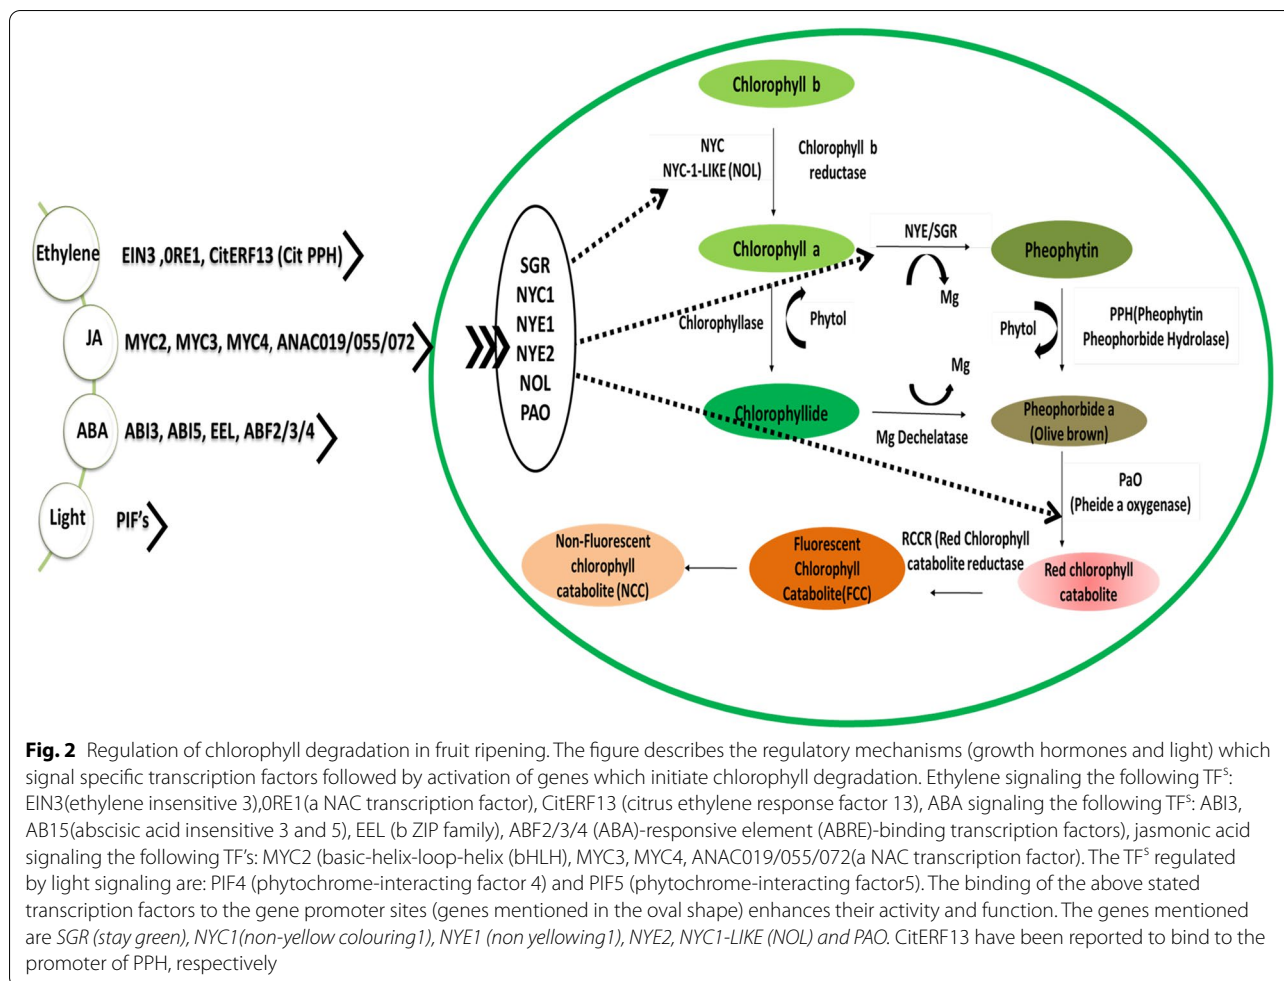 Chlorophyll b
NYC
NYC-1-LIKE (NOL)
Chlorophyll b
reductase
Ethylene
EIN3 ,0RE1, CitERF13 (Cit PPH)
JA
MYC2, MYC3, MYC4, ANAC019/055/072
ABA
ABI3, ABI5, EEL, ABF2/3/4
Light
PIF's
SGR
NYC1
NYE1
NYE2
NOL
PAO
Chlorophyll a
NYE/SGR
Mg
Pheophytin
Chlorophyllase
Phytol
Phytol
PPH(Pheophytin
Pheophorbide Hydrolase)
Chlorophyllide
Mg
Mg Dechelatase
Pheophorbide a
(Olive brown)
PaO
(Pheide a oxygenase)
Non-Fluorescent
chlorophyll
catabolite (NCC)
Fluorescent
Chlorophyll
Catabolite(FCC)
RCCR (Red Chlorophyll
catabolite reductase
Red chlorophyll
catabolite
Fig. 2 Regulation of chlorophyll degradation in fruit ripening. The figure describes the regulatory mechanisms (growth hormones and light) which
signal specific transcription factors followed by activation of genes which initiate chlorophyll degradation. Ethylene signaling the following TFˢ:
EIN3(ethylene insensitive 3),0RE1(a NAC transcription factor), CitERF13 (citrus ethylene response factor 13), ABA signaling the following TFˢ: ABI3,
AB15(abscisic acid insensitive 3 and 5), EEL (b ZIP family), ABF2/3/4 (ABA)-responsive element (ABRE)-binding transcription factors), jasmonic acid
signaling the following TF's: MYC2 (basic-helix-loop-helix (bHLH), MYC3, MYC4, ANAC019/055/072(a NAC transcription factor). The TFˢ regulated
by light signaling are: PIF4 (phytochrome-interacting factor 4) and PIF5 (phytochrome-interacting factor5). The binding of the above stated
transcription factors to the gene promoter sites (genes mentioned in the oval shape) enhances their activity and function. The genes mentioned
are SGR (stay green), NYC1(non-yellow colouring1), NYE1 (non yellowing1), NYE2, NYC1-LIKE (NOL) and PAO. CitERF13 have been reported to bind to the
promoter of PPH, respectively